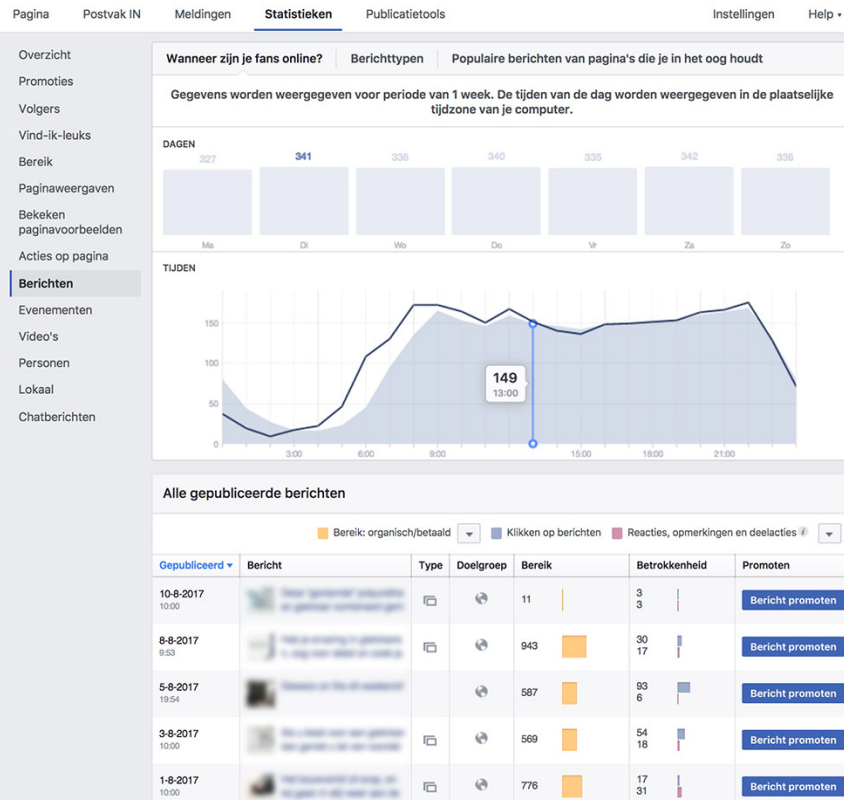 Pagina Postvak IN Meldingen Statistieken Publicatietools Instellingen Help
Overzicht
Promoties
Volgers
Vind-ik-leuks
Bereik
Paginaweergaven
Bekeken
paginavoorbeelden
Acties op pagina
Berichten
Evenementen
Video's
Personen
Lokaal
Chatberichten
Wanneer zijn je fans online? Berichttypen Populaire berichten van pagina's die je in het oog houdt
Gegevens worden weergegeven voor periode van 1 week. De tijden van de dag worden weergegeven in de plaatselijke
tijdzone van je computer.
DAGEN
327 341 336 340 335 342 336
Ma Di Wo Do Vr Za Zo
TIJDEN
150
100
50
0
149
13:00
3:00 6:00 9:00 15:00 18:00 21:00
Alle gepubliceerde berichten
Bereik: organisch/betaald Klikken op berichten Reacties, opmerkingen en deelacties i
Gepubliceerd Bericht Type Doelgroep Bereik Betrokkenheid Promoten
10-8-2017 11 3 Bericht promoten
10:00 3
8-8-2017 943 30 Bericht promoten
9:53 17
5-8-2017 587 93 Bericht promoten
19:54 6
3-8-2017 569 54 Bericht promoten
10:00 18
1-8-2017 776 17 Bericht promoten
10:00 31